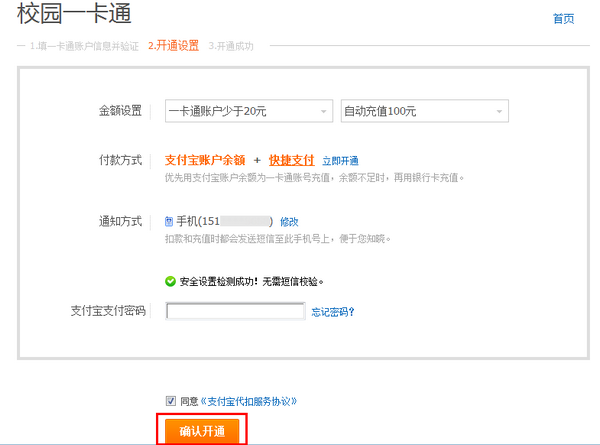 校园一卡通
首页
1.填一卡通账户信息并验证 2.开通设置 3.开通成功
金额设置 一卡通账户少于20元 自动充值100元
付款方式 支付宝账户余额 + 快捷支付 立即开通
优先用支付宝账户余额为一卡通账号充值，余额不足时，再用银行卡充值。
通知方式 手机(151 ) 修改
扣款和充值时都会发送短信至此手机号上，便于您知晓。
安全设置检测成功！无需短信校验。
支付宝支付密码 忘记密码?
同意《支付宝代扣服务协议》
确认开通